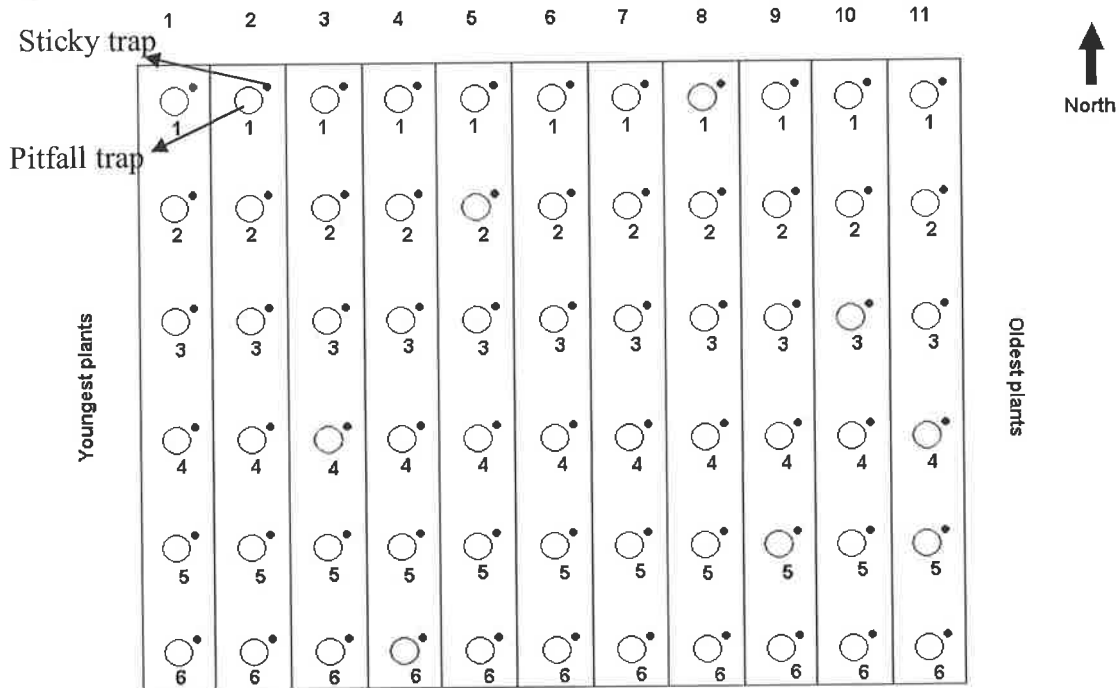 1 2 3 4 5 6 7 8 9 10 11
Sticky trap
North
1 1 1 1 1 1 1 1 1 1 1
Pitfall trap
2 2 2 2 2 2 2 2 2 2 2
3 3 3 3 3 3 3 3 3 3 3
Youngest plants
Oldest plants
4 4 4 4 4 4 4 4 4 4 4
5 5 5 5 5 5 5 5 5 5 5
6 6 6 6 6 6 6 6 6 6 6